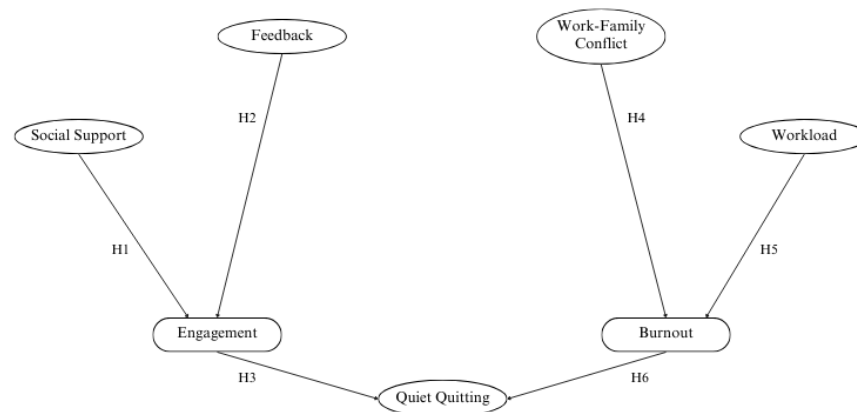 Feedback
Work-Family
Conflict
H2
H4
Social Support
Workload
H1
H5
Engagement
Burnout
H3
H6
Quiet Quitting